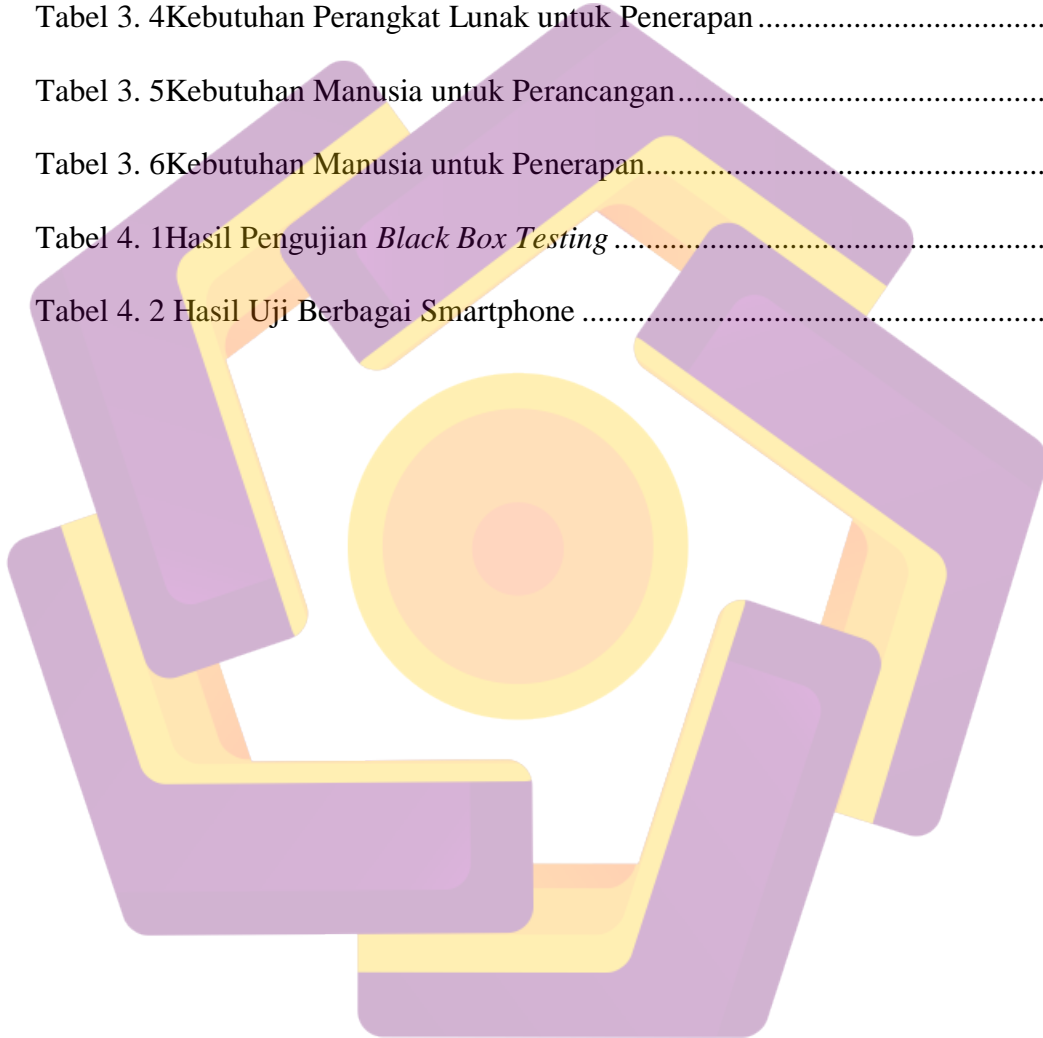 Tabel 3. 4Kebutuhan Perangkat Lunak untuk Penerapan .......................................
Tabel 3. 5Kebutuhan Manusia untuk Perancangan.................................................
Tabel 3. 6Kebutuhan Manusia untuk Penerapan.....................................................
Tabel 4. 1Hasil Pengujian Black Box Testing .........................................................
Tabel 4. 2 Hasil Uji Berbagai Smartphone .............................................................